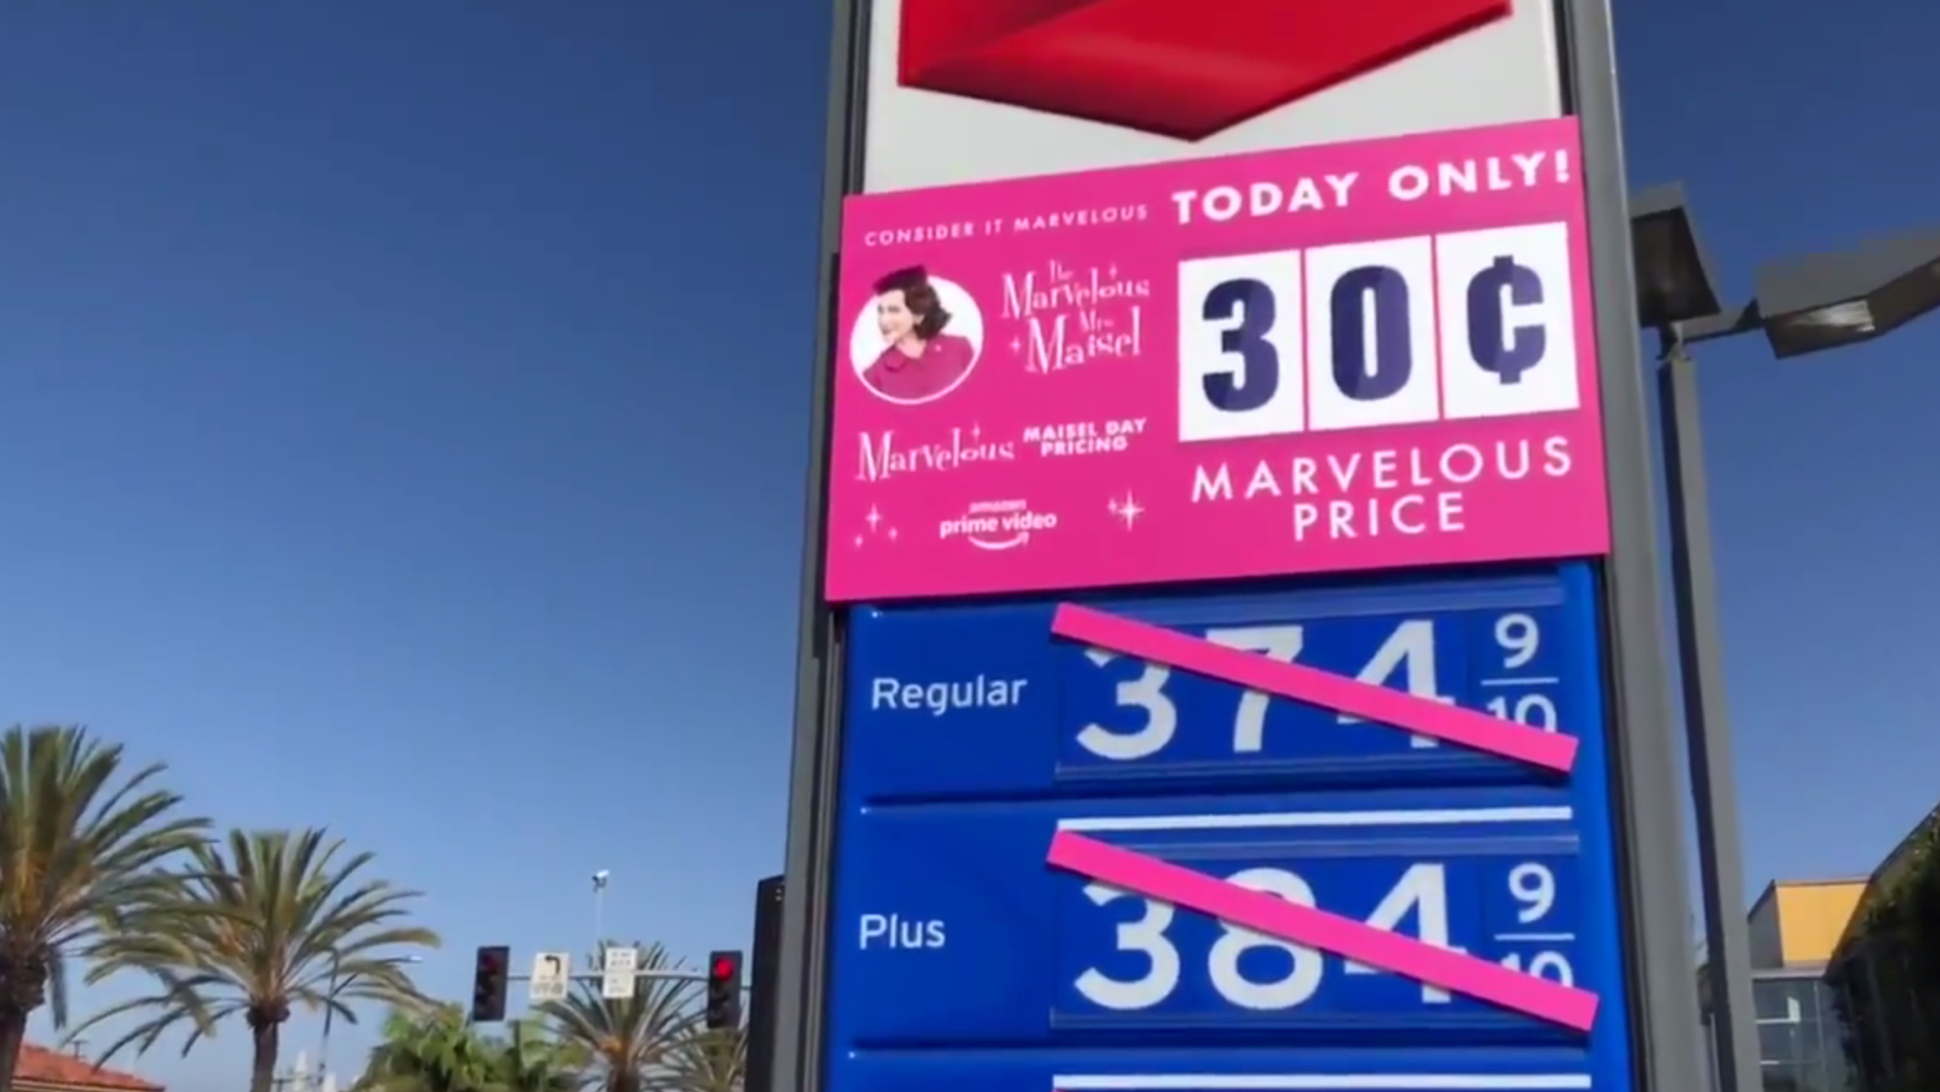 CONSIDER IT MARVELOUS
TODAY ONLY!
The
Marvelous
Mrs.
Maisel
30¢
Marvelous MAISEL DAY
PRICING
MARVELOUS
PRICE
amazon
prime video
Regular 374 9/10
Plus 384 9/10